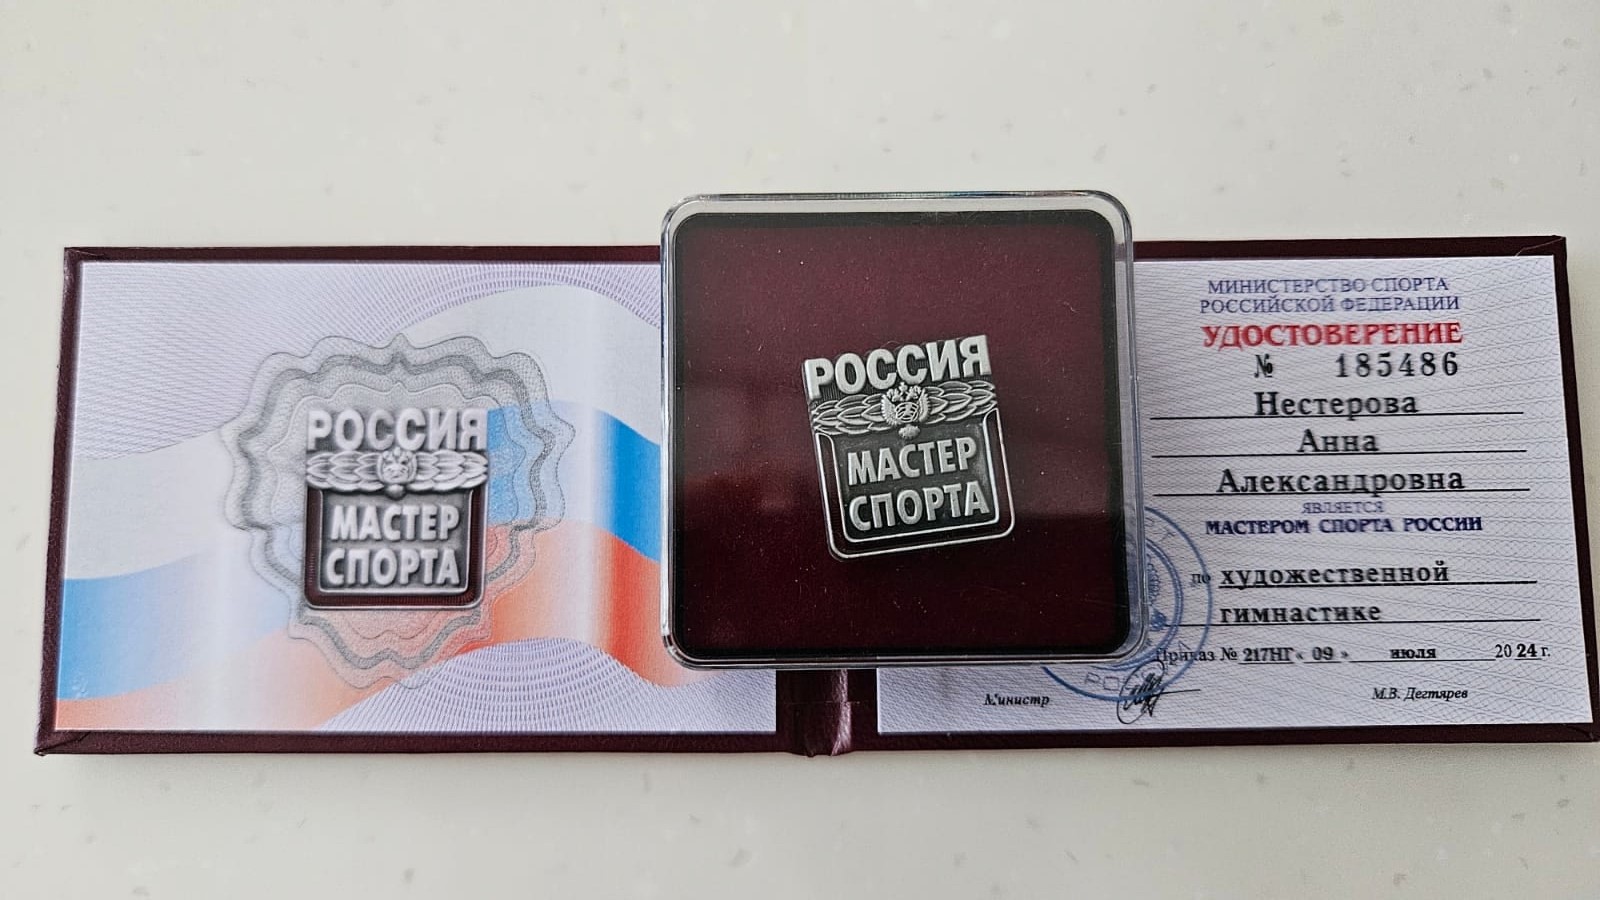 РОССИЯ
МАСТЕР
СПОРТА
РОССИЯ
МАСТЕР
СПОРТА
МИНИСТЕРСТВО СПОРТА
РОССИЙСКОЙ ФЕДЕРАЦИИ
УДОСТОВЕРЕНИЕ
№ 185486
Нестерова
Анна
Александровна
ЯВЛЯЕТСЯ
МАСТЕРОМ СПОРТА РОССИИ
по художественной
гимнастике
Приказ № 217НГ « 09 » июля 2024 г.
Министр М.В. Дегтярев